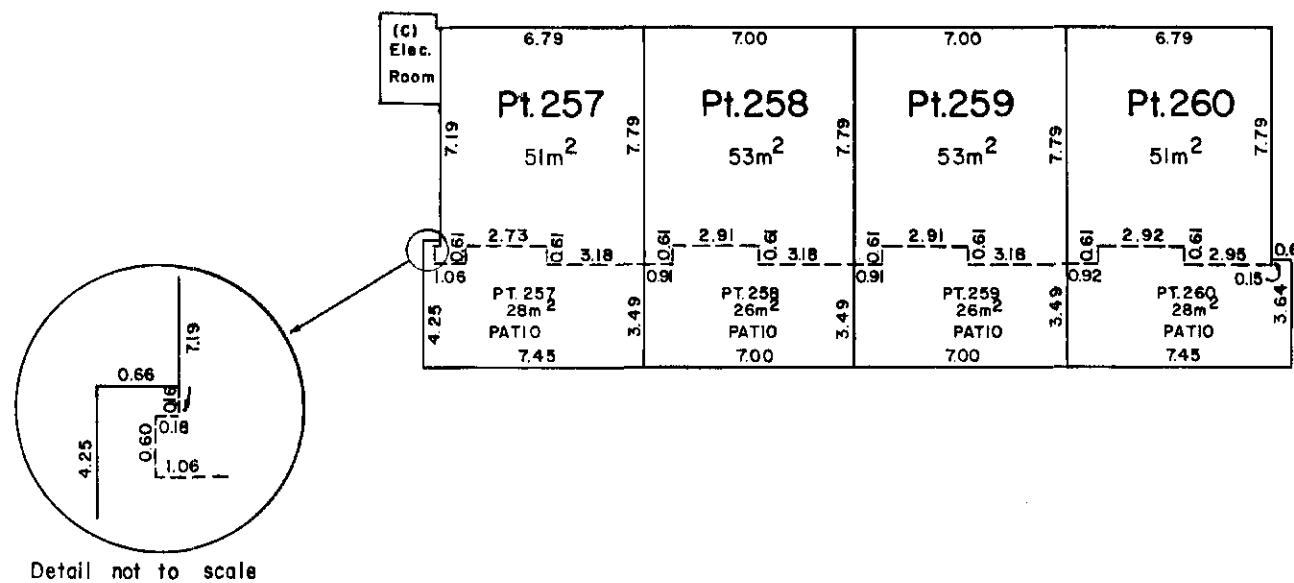 (C)
Elec.
Room
6.79
7.00
7.00
6.79
Pt.257
Pt.258
Pt.259
Pt.260
51m²
53m²
53m²
51m²
7.19
7.79
7.79
7.79
7.79
0.61
2.73
0.61
3.18
0.61
2.91
0.61
3.18
0.61
2.91
0.61
3.18
0.61
2.92
0.61
2.95
1.06
0.91
0.91
0.92
0.15
PT.257
28m²
PATIO
PT.258
26m²
PATIO
PT.259
26m²
PATIO
PT.260
28m²
PATIO
4.25
3.49
3.49
3.49
3.64
7.45
7.00
7.00
7.45
7.19
0.66
0.16
0.18
0.60
4.25
1.06
Detail not to scale